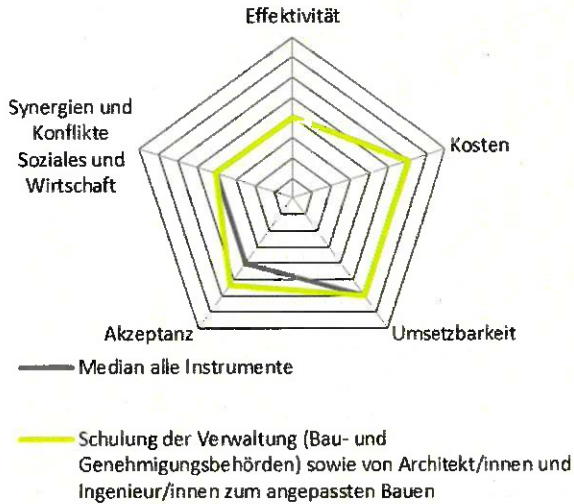 Effektivität
Synergien und
Konflikte
Soziales und
Wirtschaft
Kosten
Akzeptanz
Umsetzbarkeit
Median alle Instrumente
Schulung der Verwaltung (Bau- und
Genehmigungsbehörden) sowie von Architekt/innen und
Ingenieur/innen zum angepassten Bauen